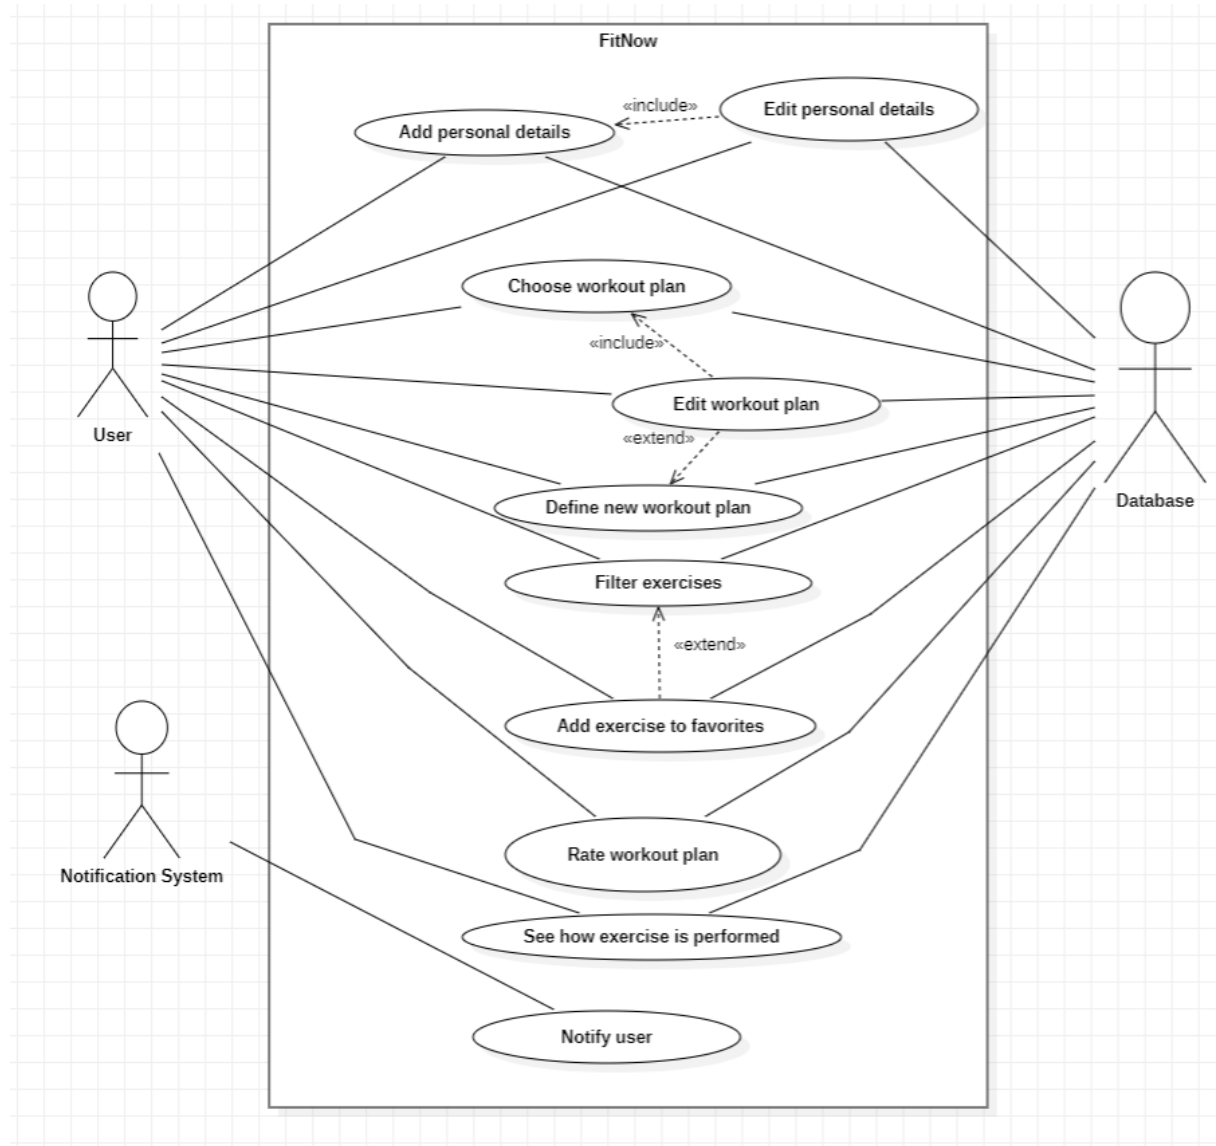 FitNow
«include»
Edit personal details
Add personal details
Choose workout plan
«include»
Edit workout plan
«extend»
User
Define new workout plan
Database
Filter exercises
«extend»
Add exercise to favorites
Rate workout plan
Notification System
See how exercise is performed
Notify user